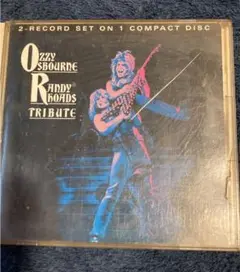 2-RECORD SET ON 1 COMPACT DISC
OZZY
OSBOURNE
RANDY
RHOADS
TRIBUTE